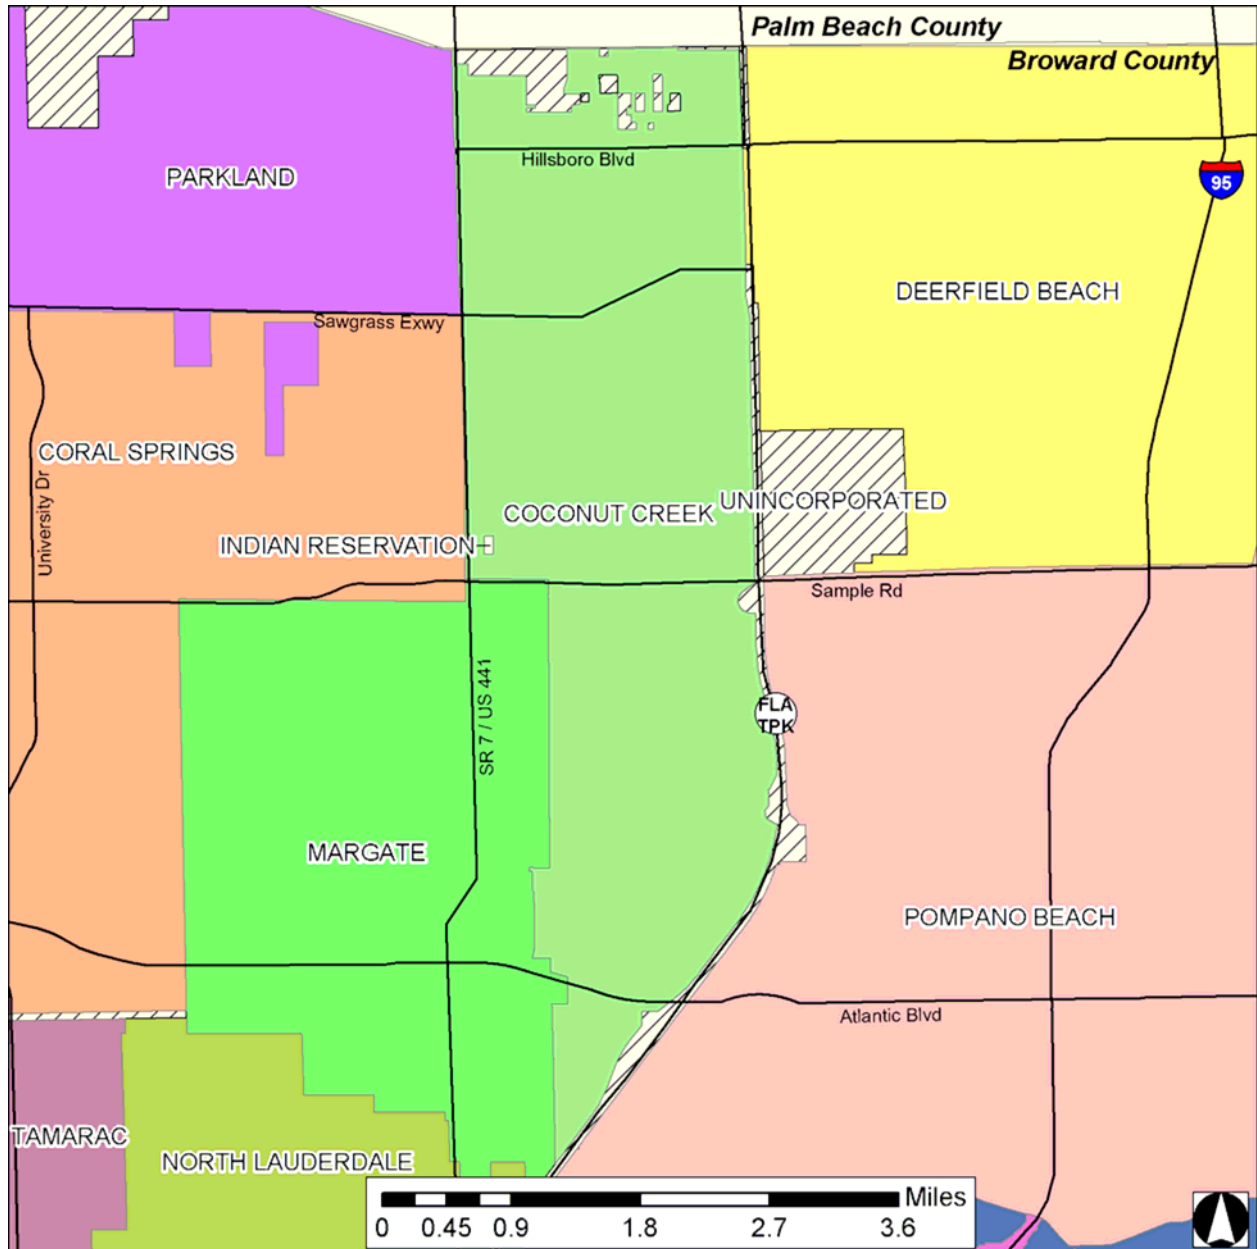 Palm Beach County
Broward County
Hillsboro Blvd
PARKLAND
95
DEERFIELD BEACH
Sawgrass Exwy
CORAL SPRINGS
University Dr
COCONUT CREEK
UNINCORPORATED
INDIAN RESERVATION
Sample Rd
SR 7 / US 441
FLA
TPK
MARGATE
POMPANO BEACH
Atlantic Blvd
TAMARAC
NORTH LAUDERDALE
Miles
0 0.45 0.9 1.8 2.7 3.6